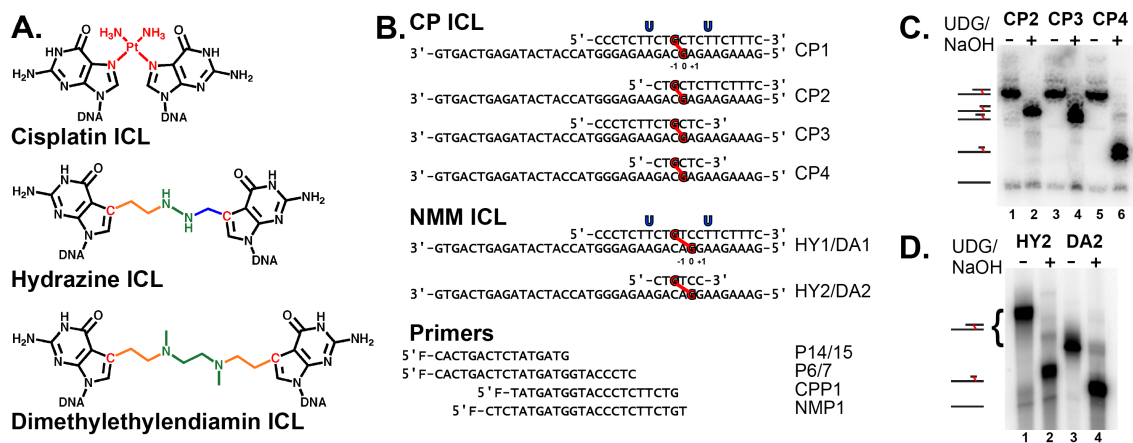 A.
O
H₃N
NH₃
Pt
O
NH
HN
H₂N
N
N
N
N
N
N
NH₂
DNA
DNA
Cisplatin ICL
O
NH
H₂N
N
N
DNA
C
H
N
N
H
C
O
NH
N
NH₂
N
DNA
Hydrazine ICL
O
HN
H₂N
N
N
DNA
C
N
N
C
O
NH
N
NH₂
N
DNA
Dimethylethylendiamin ICL
B.
CP ICL
U U
5'-CCCTCTTCTGCTCTTCTTTC-3'
3'-GTGACTGAGATACTACCATGGGAGAAGACGAGAAGAAAG-5' CP1
-1 0 +1
5'-CTGCTCTTCTTTC-3'
3'-GTGACTGAGATACTACCATGGGAGAAGACGAGAAGAAAG-5' CP2
5'-CCCTCTTCTGCTC-3'
3'-GTGACTGAGATACTACCATGGGAGAAGACGAGAAGAAAG-5' CP3
5'-CTGCTC-3'
3'-GTGACTGAGATACTACCATGGGAGAAGACGAGAAGAAAG-5' CP4
NMM ICL
U U
5'-CCCTCTTCTGTCCTTCTTTC-3'
3'-GTGACTGAGATACTACCATGGGAGAAGACAGGAAGAAAG-5' HY1/DA1
-1 0 +1
5'-CTGTCC-3'
3'-GTGACTGAGATACTACCATGGGAGAAGACAGGAAGAAAG-5' HY2/DA2
Primers
5'F-CACTGACTCTATGATG P14/15
5'F-CACTGACTCTATGATGGTACCCTC P6/7
5'F-TATGATGGTACCCTCTTCTG CPP1
5'F-CTCTATGATGGTACCCTCTTCTGT NMP1
C.
CP2 CP3 CP4
UDG/
NaOH
- + - + - +
1 2 3 4 5 6
D.
HY2 DA2
UDG/
NaOH
- + - +
{
1 2 3 4